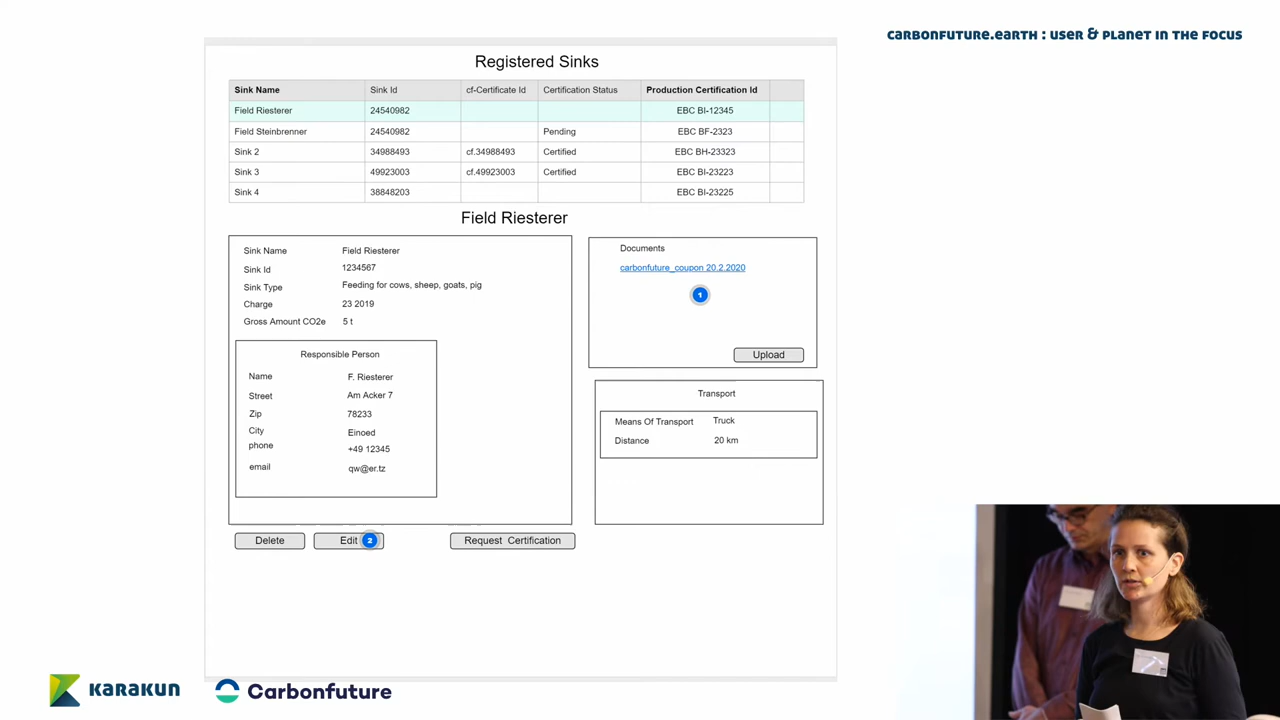 carbonfuture.earth : user & planet in the focus
Registered Sinks
Sink Name Sink Id cf-Certificate Id Certification Status Production Certification Id
Field Riesterer 24540982 EBC BI-12345
Field Steinbrenner 24540982 Pending EBC BF-2323
Sink 2 34988493 cf.34988493 Certified EBC BH-23323
Sink 3 49923003 cf.49923003 Certified EBC BI-23223
Sink 4 38848203 EBC BI-23225
Field Riesterer
Sink Name Field Riesterer
Sink Id 1234567
Sink Type Feeding for cows, sheep, goats, pig
Charge 23 2019
Gross Amount CO2e 5 t
Responsible Person
Name F. Riesterer
Street Am Acker 7
Zip 78233
City Einoed
phone +49 12345
email qw@er.tz
Documents
carbonfuture_coupon 20.2.2020
1
Upload
Transport
Means Of Transport Truck
Distance 20 km
Delete
Edit 2
Request Certification
karakun
Carbonfuture